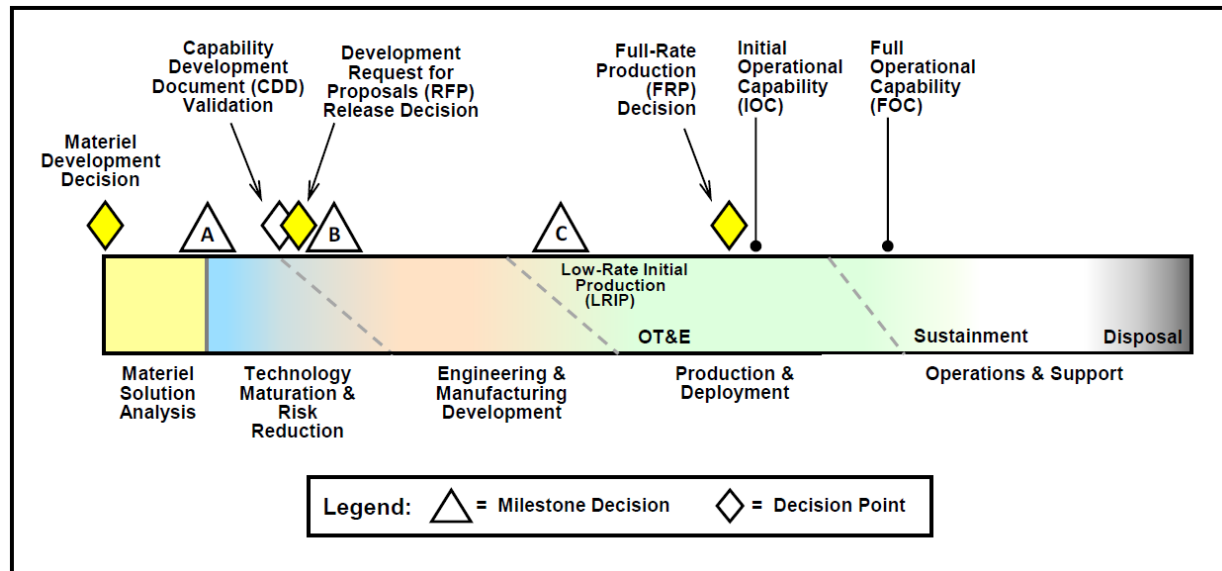 Capability
Development
Document (CDD)
Validation
Development
Request for
Proposals (RFP)
Release Decision
Full-Rate
Production
(FRP)
Decision
Initial
Operational
Capability
(IOC)
Full
Operational
Capability
(FOC)
Materiel
Development
Decision
A
B
C
Low-Rate Initial
Production
(LRIP)
OT&E
Sustainment
Disposal
Materiel
Solution
Analysis
Technology
Maturation &
Risk
Reduction
Engineering &
Manufacturing
Development
Production &
Deployment
Operations & Support
Legend:
= Milestone Decision
= Decision Point